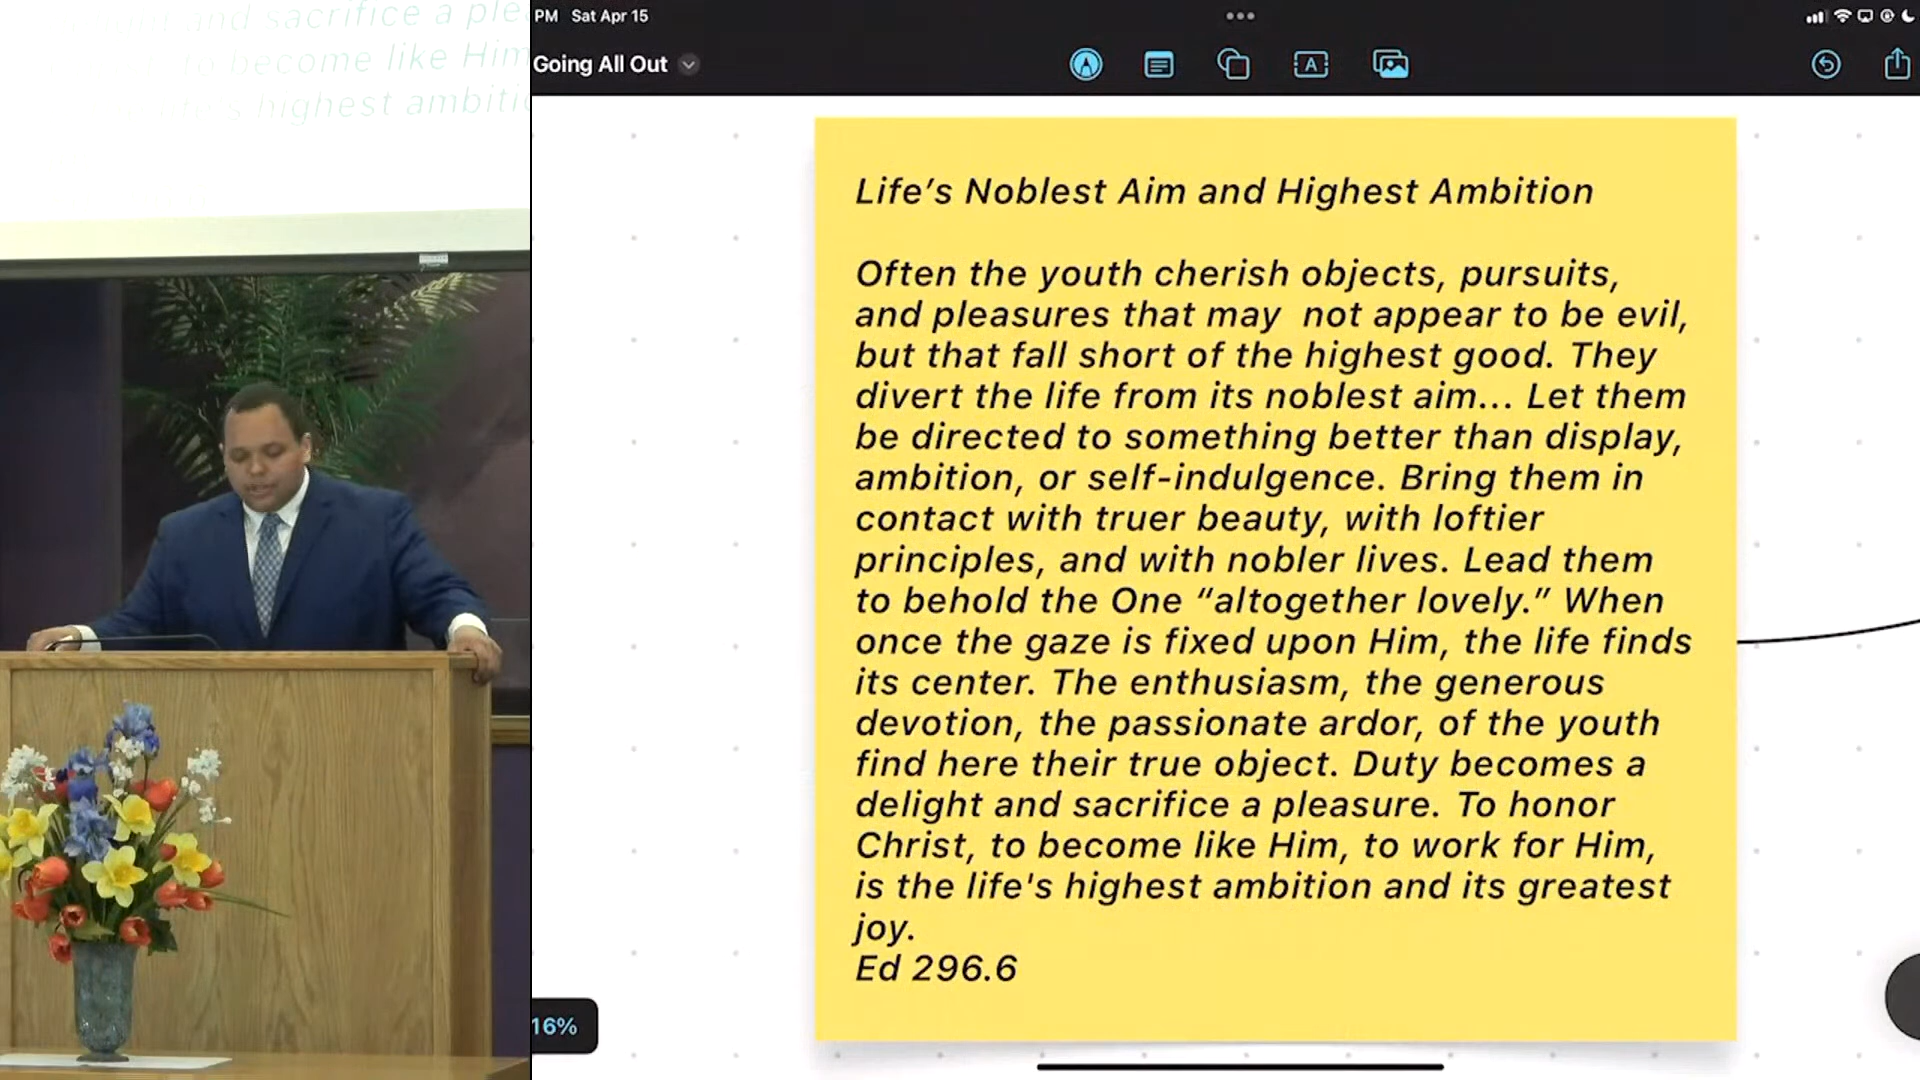 delight and sacrifice a ple
to become like Him
life's highest ambitio
PM Sat Apr 15
Going All Out
A
Life’s Noblest Aim and Highest Ambition
Often the youth cherish objects, pursuits,
and pleasures that may  not appear to be evil,
but that fall short of the highest good. They
divert the life from its noblest aim... Let them
be directed to something better than display,
ambition, or self-indulgence. Bring them in
contact with truer beauty, with loftier
principles, and with nobler lives. Lead them
to behold the One “altogether lovely.” When
once the gaze is fixed upon Him, the life finds
its center. The enthusiasm, the generous
devotion, the passionate ardor, of the youth
find here their true object. Duty becomes a
delight and sacrifice a pleasure. To honor
Christ, to become like Him, to work for Him,
is the life's highest ambition and its greatest
joy.
Ed 296.6
16%